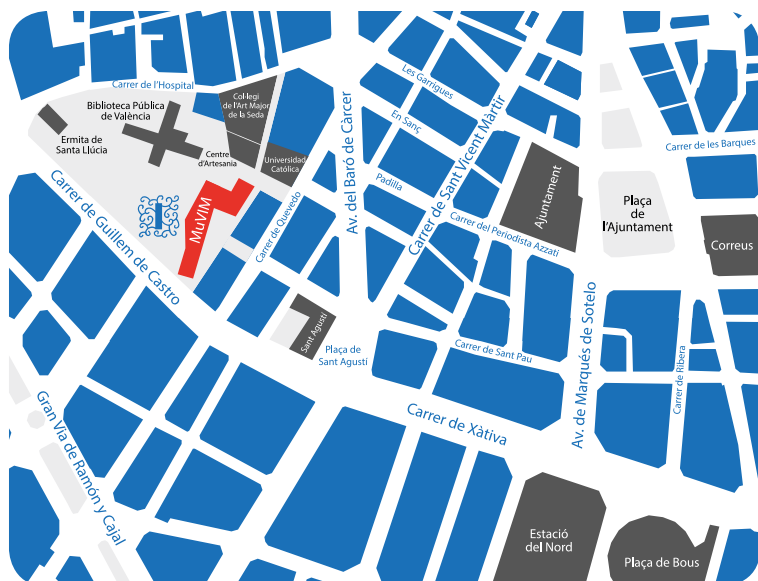 Carrer de l'Hospital
Biblioteca Pública
de València
Ermita de
Santa Llúcia
Col·legi
de l'Art Major
de la Seda
Centre
d'Artesania
Universidad
Católica
MuVIM
Carrer de Guillem de Castro
Carrer de Quevedo
Av. del Baró de Càrcer
Les Garrigues
En Sanç
Padilla
Carrer de Sant Vicent Màrtir
Carrer del Periodista Azzati
Ajuntament
Plaça
de
l'Ajuntament
Carrer de les Barques
Correus
Sant Agustí
Plaça de
Sant Agustí
Carrer de Sant Pau
Av. de Marqués de Sotelo
Carrer de Ribera
Carrer de Xàtiva
Gran Via de Ramón y Cajal
Estació
del Nord
Plaça de Bous